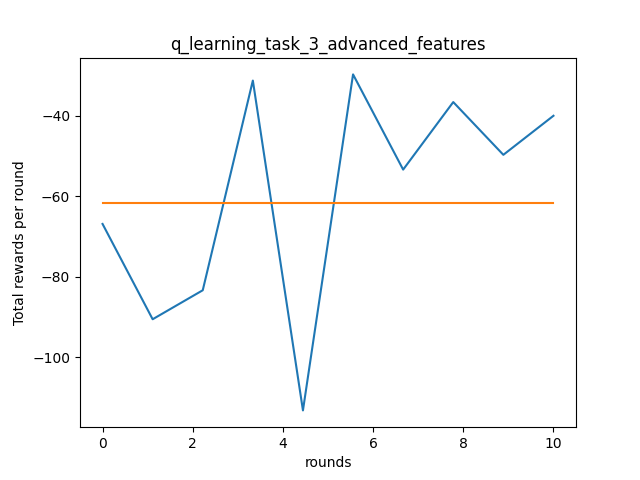 q_learning_task_3_advanced_features
Total rewards per round
−40
−60
−80
−100
0 2 4 6 8 10
rounds